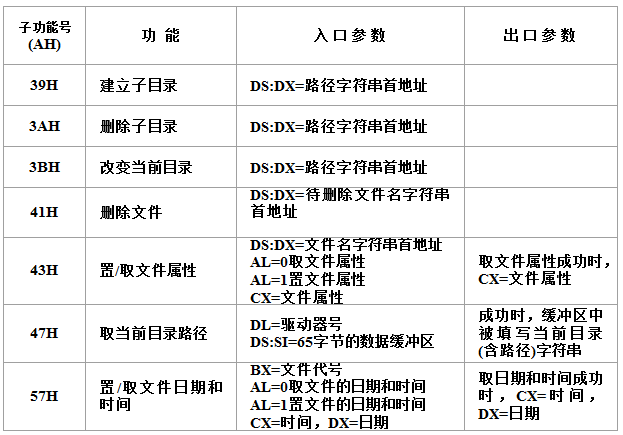 子功能号
(AH)
功 能
入 口 参 数
出 口 参 数
39H
建立子目录
DS:DX=路径字符串首地址
3AH
删除子目录
DS:DX=路径字符串首地址
3BH
改变当前目录
DS:DX=路径字符串首地址
41H
删除文件
DS:DX=待删除文件名字符串
首地址
43H
置/取文件属性
DS:DX=文件名字符串首地址
AL=0取文件属性
AL=1置文件属性
CX=文件属性
取文件属性成功时，
CX=文件属性
47H
取当前目录路径
DL=驱动器号
DS:SI=65字节的数据缓冲区
成功时，缓冲区中
被填写当前目录
(含路径)字符串
57H
置/取文件日期和
时间
BX=文件代号
AL=0取文件的日期和时间
AL=1置文件的日期和时间
CX=时间，DX=日期
取日期和时间成功
时，CX=时间，
DX=日期